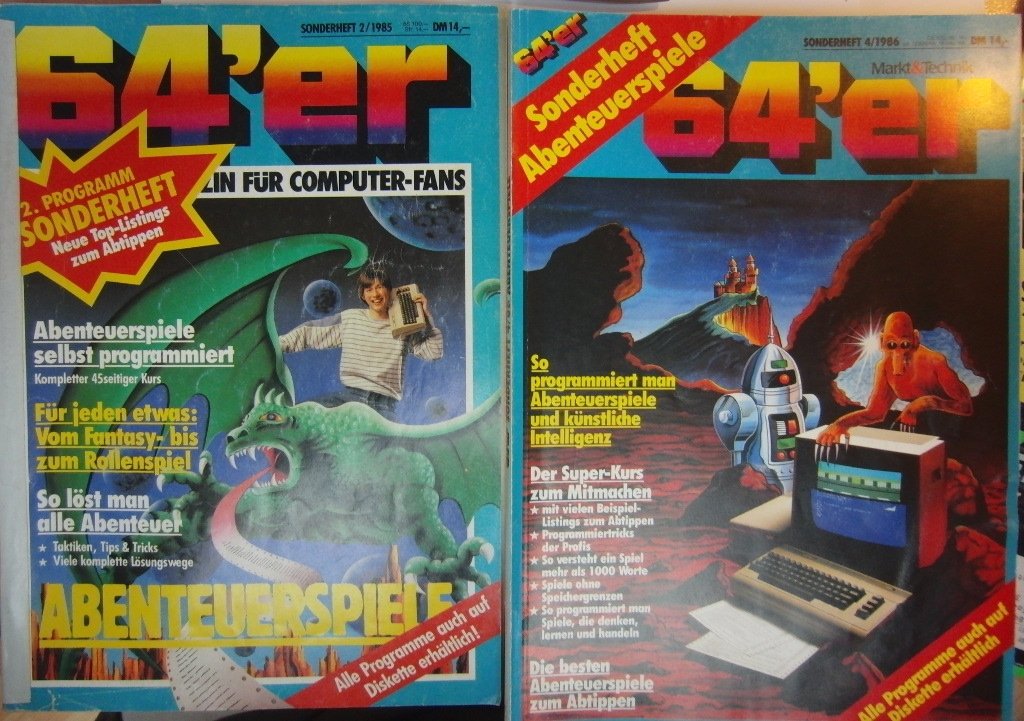 SONDERHEFT 2/1985
DM 14,-
64'er
2. PROGRAMM
SONDERHEFT
Neue Top-Listings
zum Abtippen
ZIN FÜR COMPUTER-FANS
Abenteuerspiele
selbst programmiert
Kompletter 45seitiger Kurs
Für jeden etwas:
Vom Fantasy- bis
zum Rollenspiel
So löst man
alle Abenteuer
★ Taktiken, Tips & Tricks
★ Viele komplette Lösungswege
ABENTEUERSPIELE
Alle Programme auch auf
Diskette erhältlich!
64'er
Sonderheft
Abenteuerspiele
SONDERHEFT 4/1986
DM 14,-
Markt&Technik
64'er
So
programmiert man
Abenteuerspiele
und künstliche
Intelligenz
Der Super-Kurs
zum Mitmachen
★ mit vielen Beispiel-
Listings zum Abtippen
★ Programmiertricks
der Profis
★ So versteht ein Spiel
mehr als 1000 Worte
★ Spiele ohne
Speichergrenzen
★ So programmiert man
Spiele, die denken,
lernen und handeln
Die besten
Abenteuerspiele
zum Abtippen
Alle Programme auch auf
Diskette erhältlich